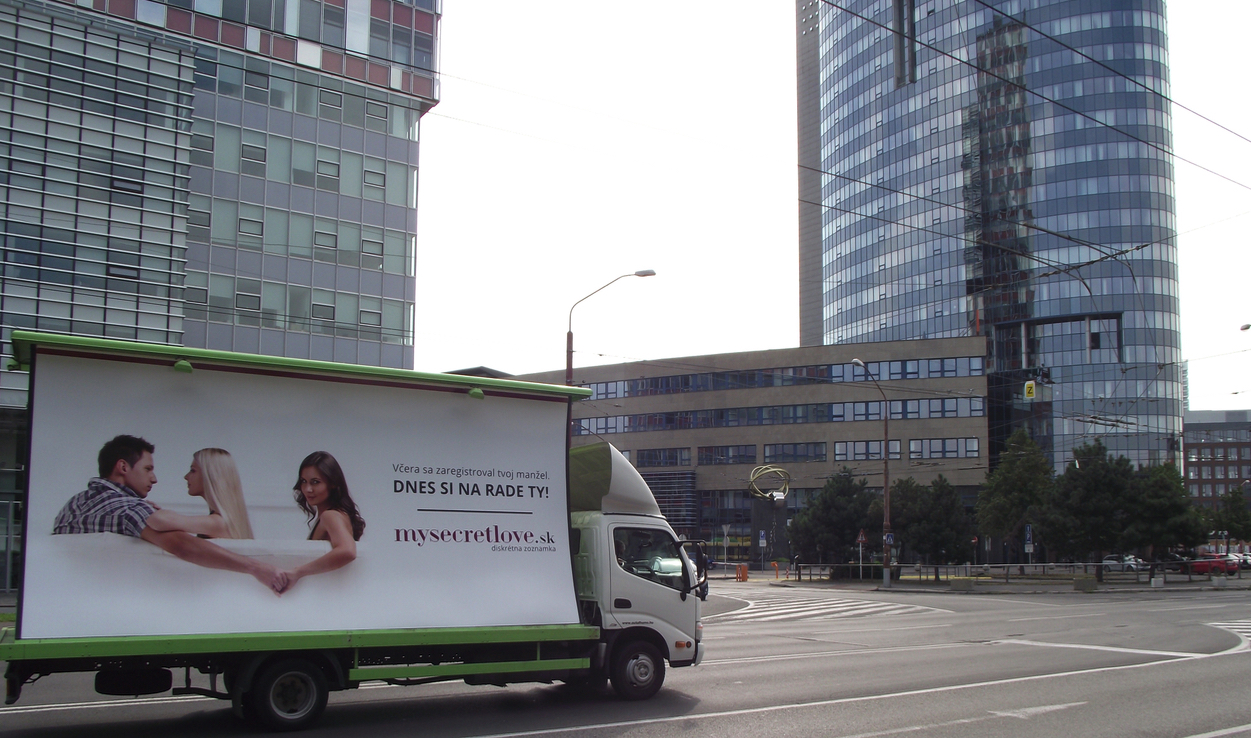 Včera sa zaregistroval tvoj manžel.
DNES SI NA RADE TY!
mysecretlove.sk
diskrétna zoznamka
Z